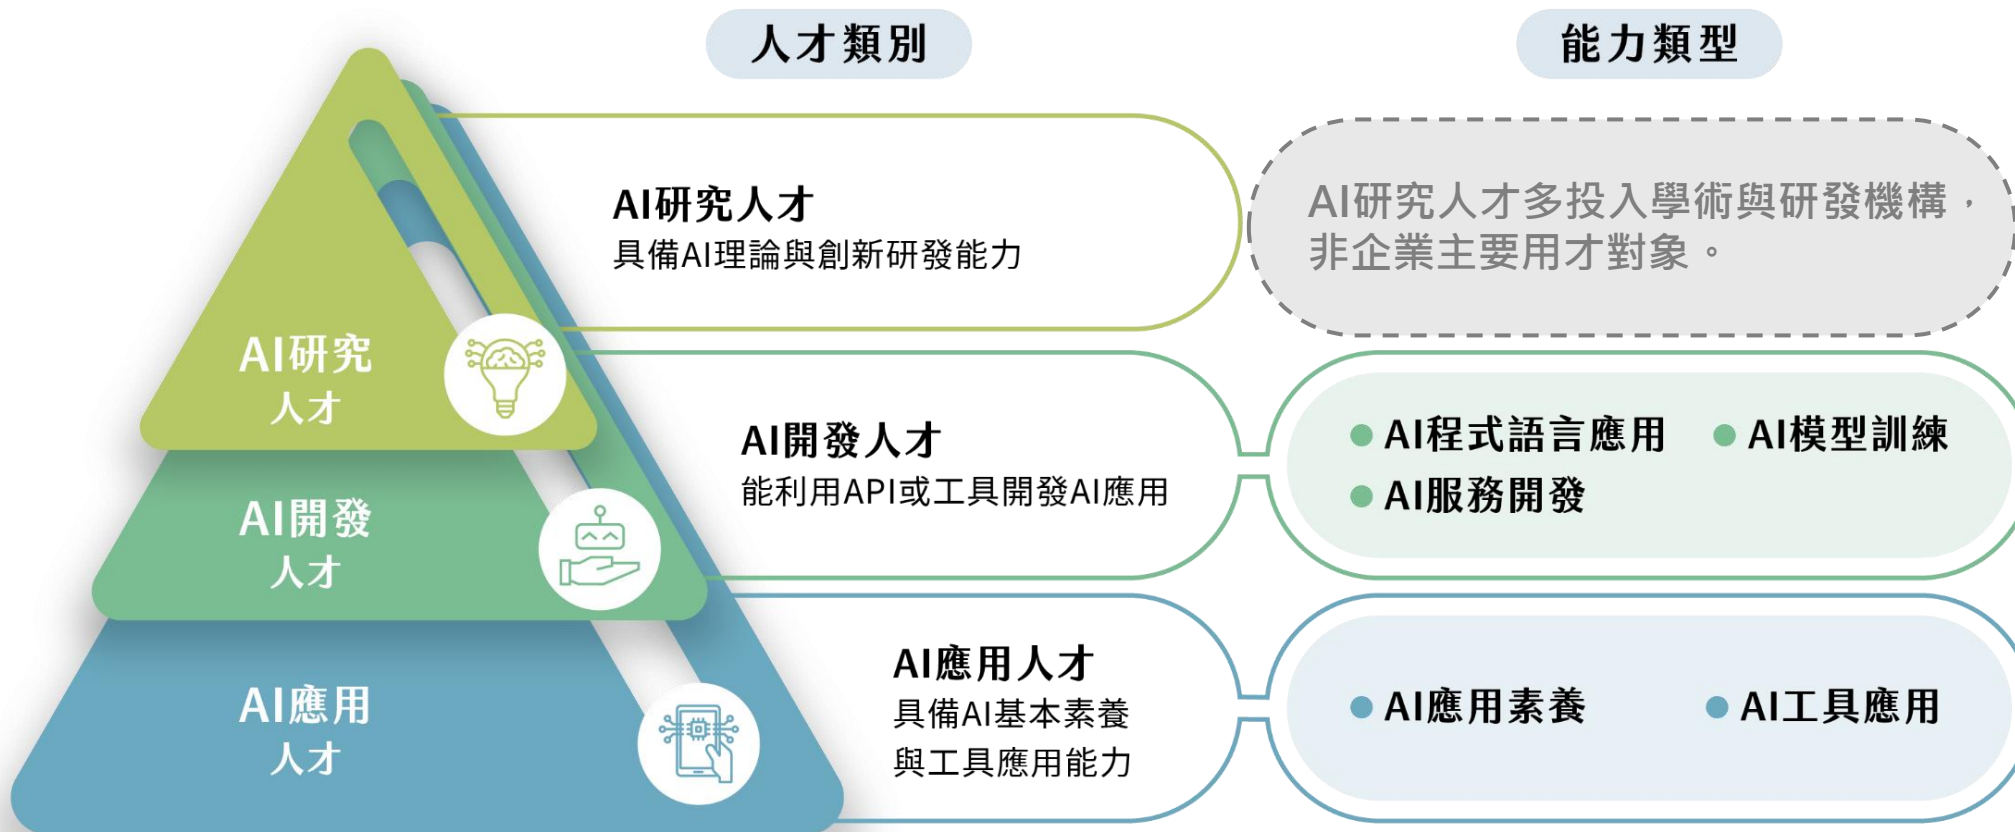 人才類別
能力類型
AI研究人才
具備AI理論與創新研發能力
AI研究人才多投入學術與研發機構，
非企業主要用才對象。
AI研究
人才
AI開發人才
能利用API或工具開發AI應用
AI程式語言應用
AI模型訓練
AI服務開發
AI開發
人才
AI應用人才
具備AI基本素養
與工具應用能力
AI應用素養
AI工具應用
AI應用
人才